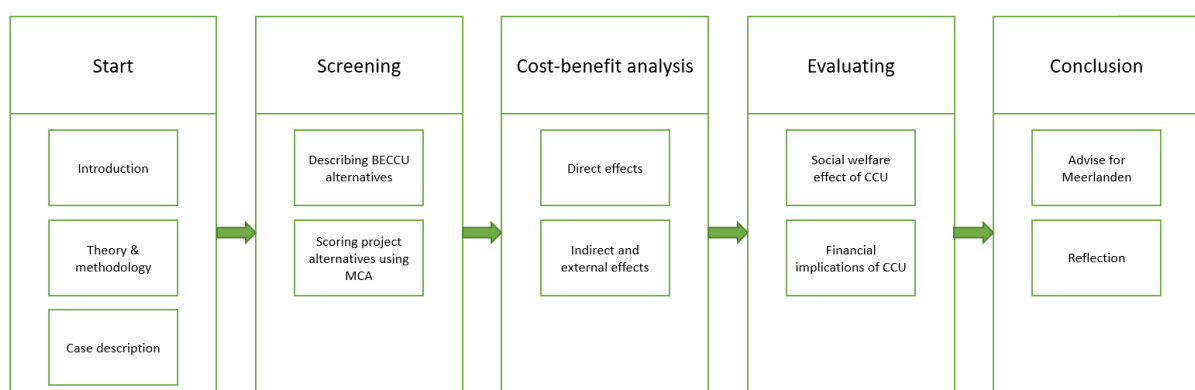 Start
Introduction
Theory &
methodology
Case description
Screening
Describing BECCU
alternatives
Scoring project
alternatives using
MCA
Cost-benefit analysis
Direct effects
Indirect and
external effects
Evaluating
Social welfare
effect of CCU
Financial
implications of CCU
Conclusion
Advise for
Meerlanden
Reflection